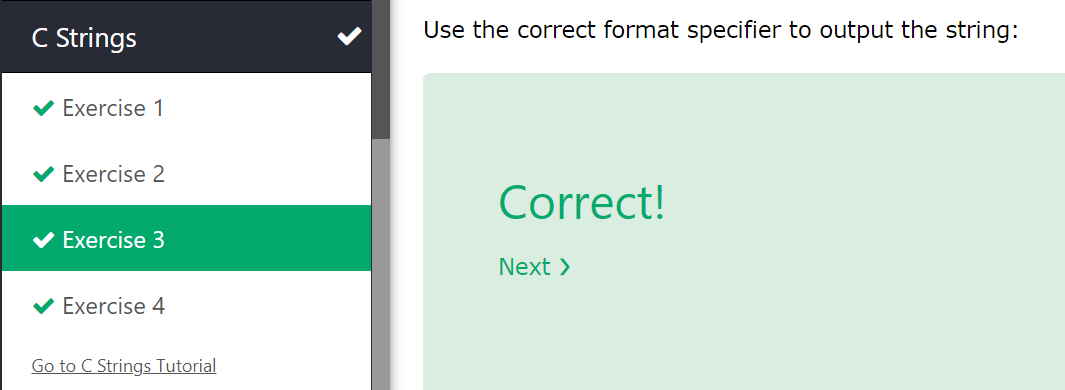 C Strings
Exercise 1
Exercise 2
Exercise 3
Exercise 4
Go to C Strings Tutorial
Use the correct format specifier to output the string:
Correct!
Next ❯